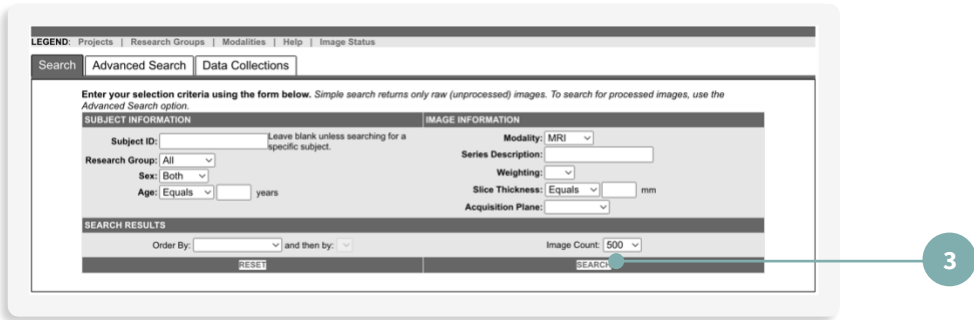 LEGEND: Projects | Research Groups | Modalities | Help | Image Status
Search Advanced Search Data Collections
Enter your selection criteria using the form below. Simple search returns only raw (unprocessed) images. To search for processed images, use the
Advanced Search option.
SUBJECT INFORMATION
Subject ID: Leave blank unless searching for a
specific subject.
Research Group: All
Sex: Both
Age: Equals years
IMAGE INFORMATION
Modality: MRI
Series Description:
Weighting:
Slice Thickness: Equals mm
Acquisition Plane:
SEARCH RESULTS
Order By: and then by: Image Count: 500
RESET SEARCH
3